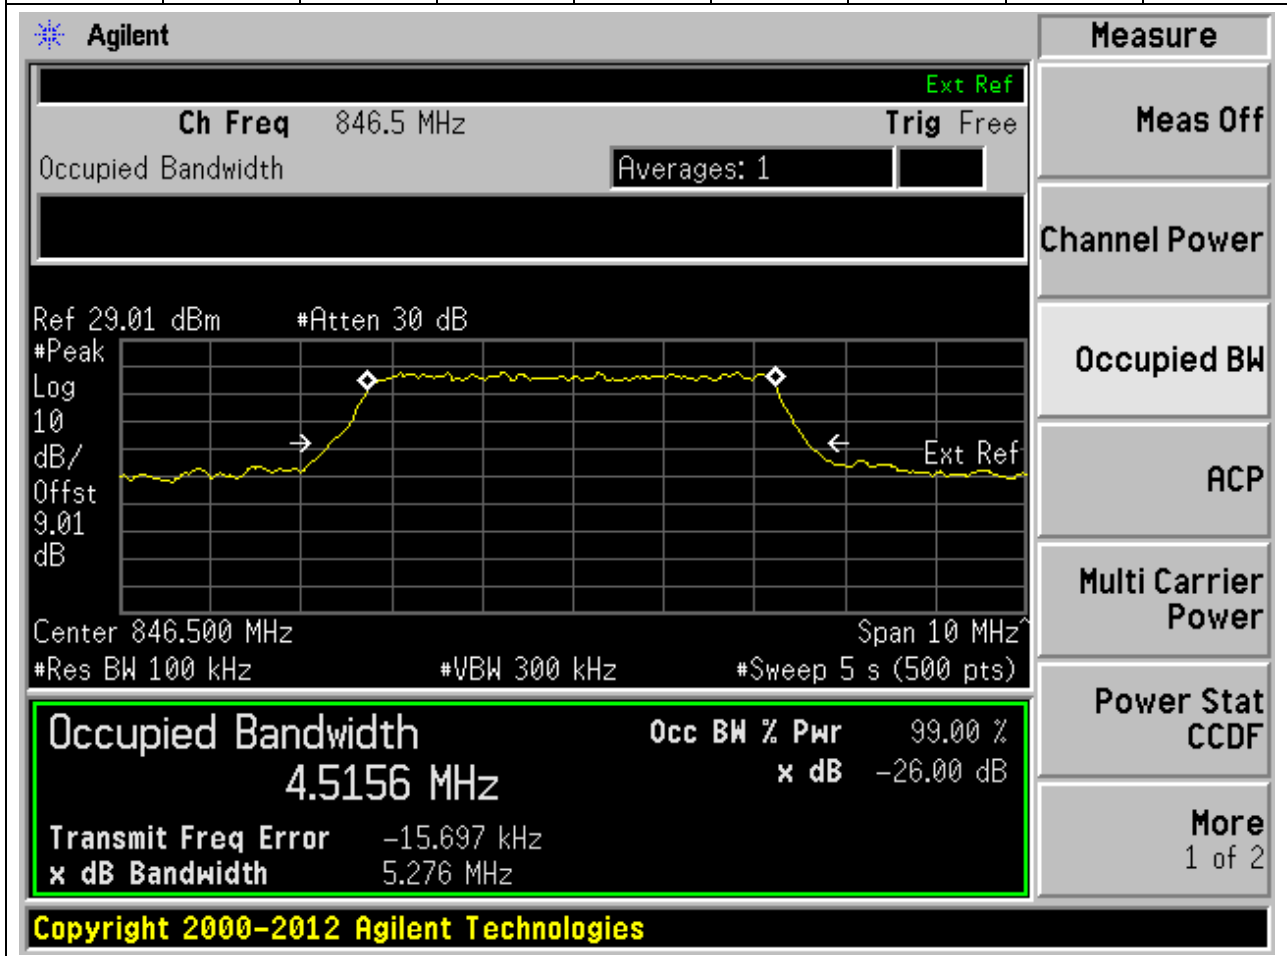 Agilent
Measure
Ext Ref
Ch Freq 846.5 MHz Trig Free
Occupied Bandwidth Averages: 1
Meas Off
Channel Power
Occupied BW
ACP
Multi Carrier
Power
Power Stat
CCDF
More
1 of 2
Ref 29.01 dBm #Atten 30 dB
#Peak
Log
10
dB/
Offst
9.01
dB
Ext Ref
Center 846.500 MHz Span 10 MHz^
#Res BW 100 kHz #VBW 300 kHz #Sweep 5 s (500 pts)
Occupied Bandwidth
4.5156 MHz
Occ BW % Pwr 99.00 %
x dB -26.00 dB
Transmit Freq Error -15.697 kHz
x dB Bandwidth 5.276 MHz
Copyright 2000-2012 Agilent Technologies